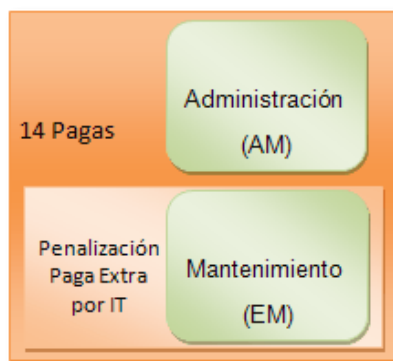 Administración
(AM)
14 Pagas
Penalización
Paga Extra
por IT
Mantenimiento
(EM)